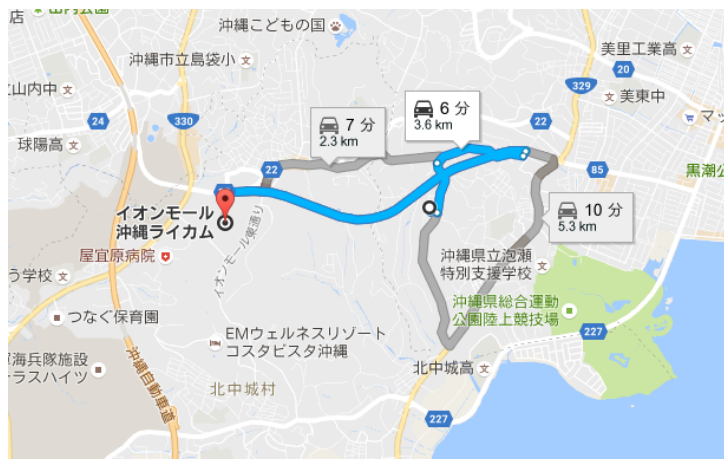 店
沖縄こどもの国
美里工業高
沖縄市立島袋小
20
山内中
329
美東中
24
330
7 分
2.3 km
6 分
3.6 km
22
球陽高
マッ
22
85
黒潮
イオンモール
沖縄ライカム
10 分
5.3 km
イオンモール東通り
屋宜原病院
沖縄県立泡瀬
特別支援学校
う学校
沖縄県総合運動
公園陸上競技場
つなぐ保育園
EMウェルネスリゾート
コスタビスタ沖縄
227
海兵隊施設
ラスハイツ
沖縄自動車道
北中城高
北中城村
227